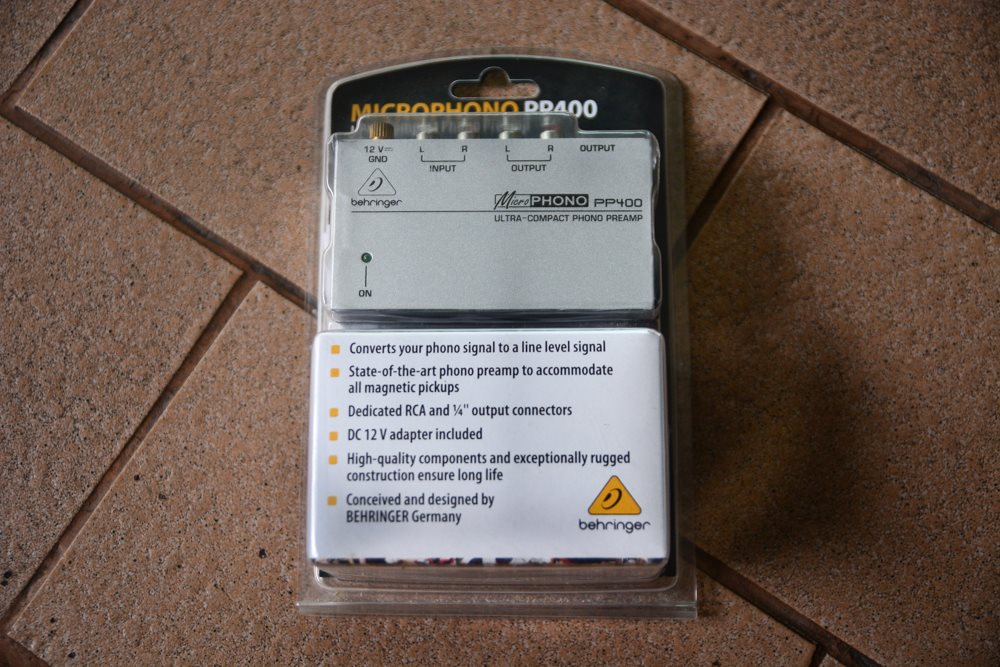 MICROPHONO PP400
12 V GND
L R
INPUT
L R
OUTPUT
OUTPUT
behringer
MicroPHONO PP400
ULTRA-COMPACT PHONO PREAMP
ON
Converts your phono signal to a line level signal
State-of-the-art phono preamp to accommodate
all magnetic pickups
Dedicated RCA and ¼" output connectors
DC 12 V adapter included
High-quality components and exceptionally rugged
construction ensure long life
Conceived and designed by
BEHRINGER Germany
behringer